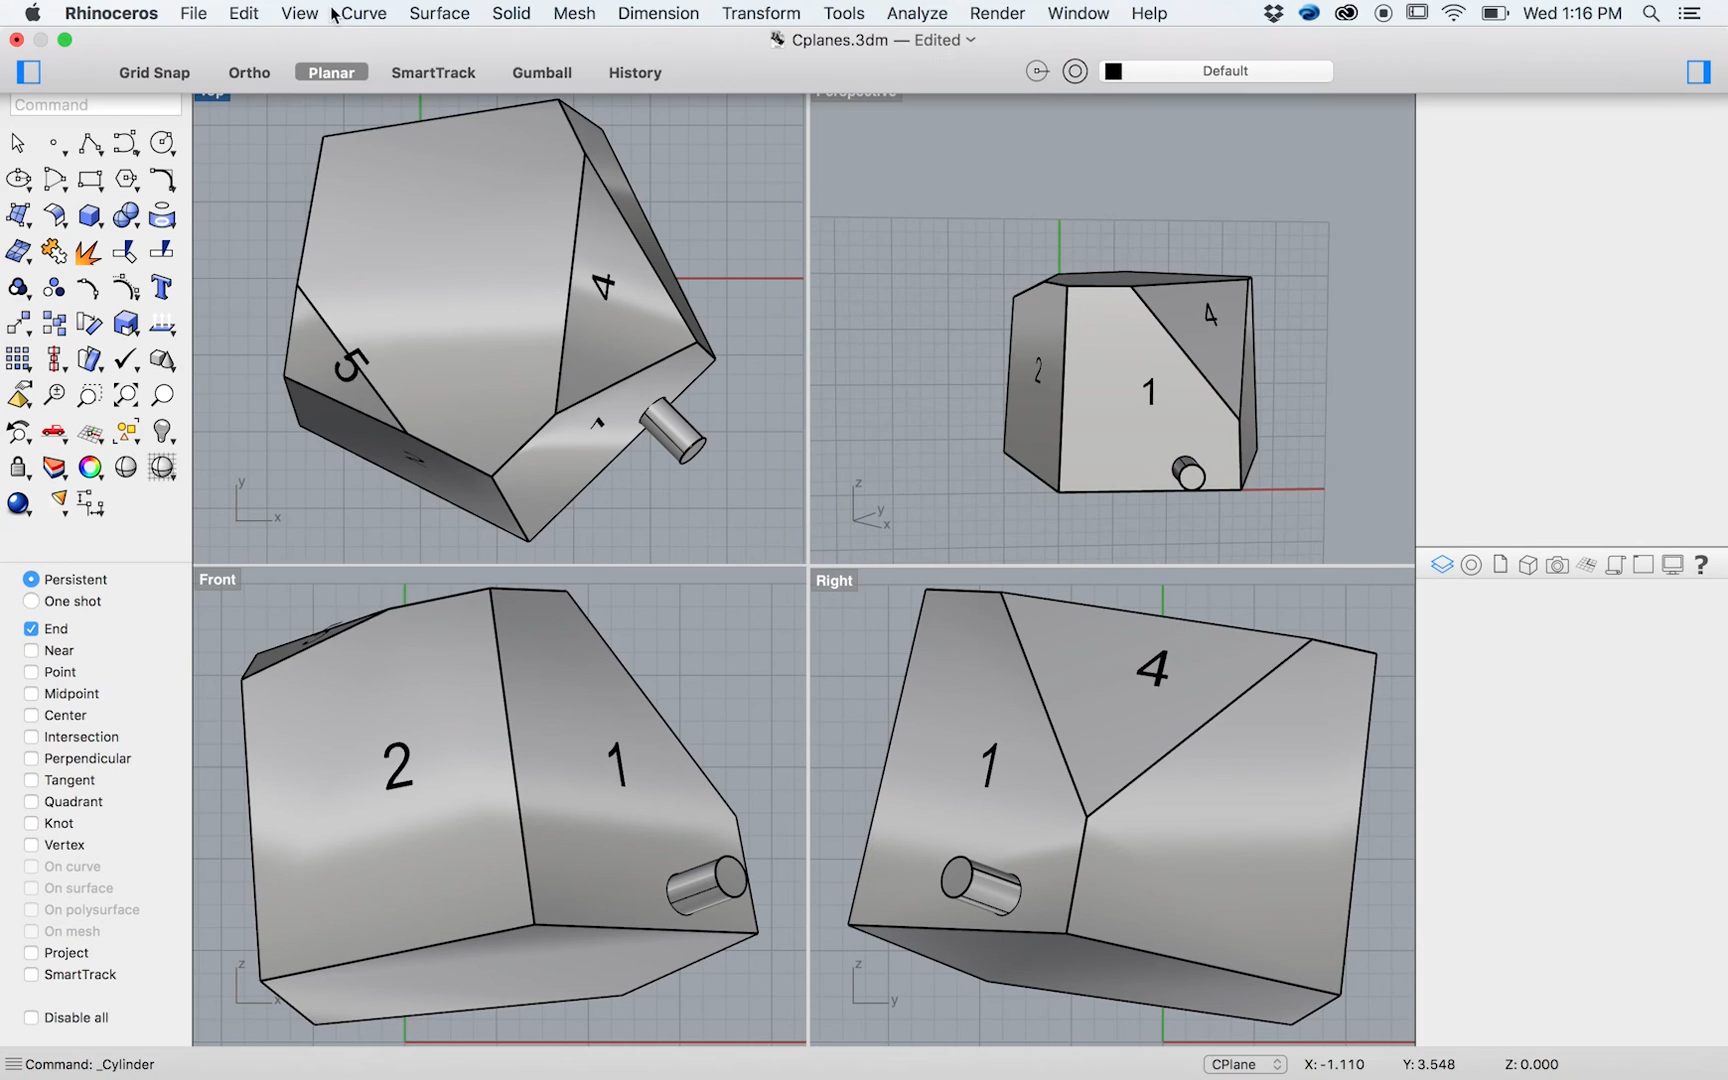 Rhinoceros File Edit View Curve Surface Solid Mesh Dimension Transform Tools Analyze Render Window Help Wed 1:16 PM
Cplanes.3dm — Edited
Grid Snap Ortho Planar SmartTrack Gumball History Default
Command
Top
Perspective
4
5
1
2
y
x
4
2
1
z
y
x
Persistent
One shot
End
Near
Point
Midpoint
Center
Intersection
Perpendicular
Tangent
Quadrant
Knot
Vertex
On curve
On surface
On polysurface
On mesh
Project
SmartTrack
Disable all
Front
2
1
z
x
Right
4
1
z
y
Command: _Cylinder CPlane X: -1.110 Y: 3.548 Z: 0.000